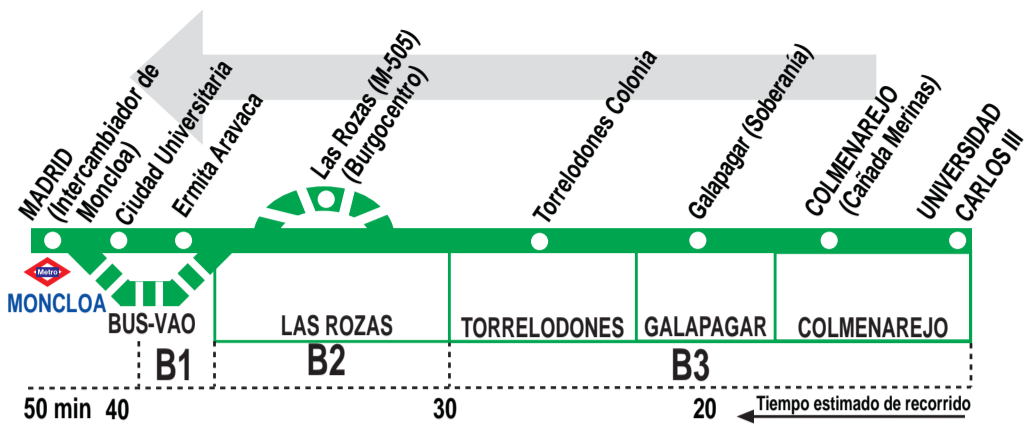 MADRID
(Intercambiador de
Moncloa)
Ciudad Universitaria
Ermita Aravaca
Las Rozas (M-505)
(Burgocentro)
Torrelodones Colonia
Galapagar (Soberanía)
COLMENAREJO
(Cañada Merinas)
UNIVERSIDAD
CARLOS III
Metro
MONCLOA
BUS-VAO
LAS ROZAS
TORRELODONES
GALAPAGAR
COLMENAREJO
B1
B2
B3
50 min
40
30
20
Tiempo estimado de recorrido